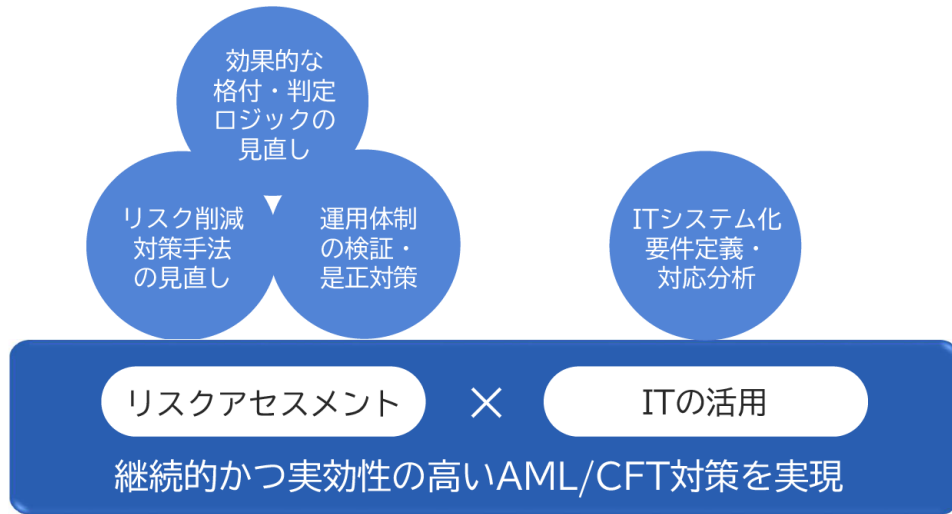 効果的な
格付・判定
ロジックの
見直し
リスク削減
対策手法
の見直し
運用体制
の検証・
是正対策
ITシステム化
要件定義・
対応分析
リスクアセスメント
×
ITの活用
継続的かつ実効性の高いAML/CFT対策を実現